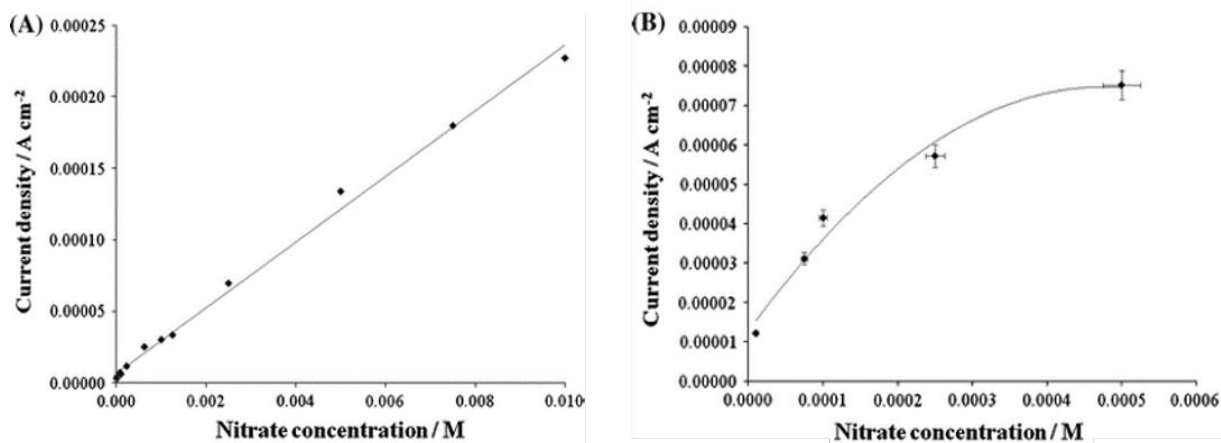 (A)
0.00025
0.00020
0.00015
0.00010
0.00005
0.00000
Current density / A cm-2
0.000 0.002 0.004 0.006 0.008 0.010
Nitrate concentration / M
(B)
0.00009
0.00008
0.00007
0.00006
0.00005
0.00004
0.00003
0.00002
0.00001
0.00000
Current density / A cm-2
0.0000 0.0001 0.0002 0.0003 0.0004 0.0005 0.0006
Nitrate concentration / M